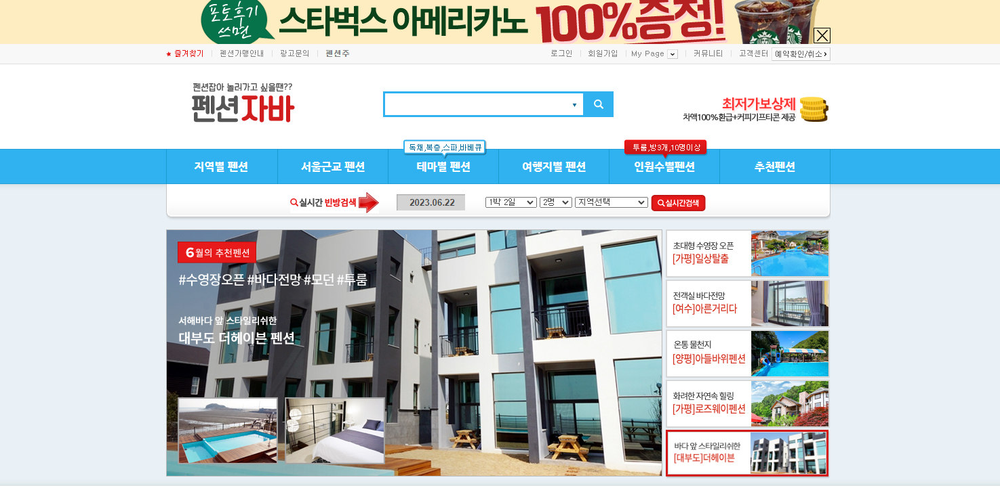 포토후기
쓰면
스타벅스 아메리카노 100%증정!
★ 즐겨찾기 펜션가맹안내 광고문의 펜션주 로그인 회원가입 My Page 커뮤니티 고객센터 예약확인/취소
펜션잡아 놀러가고 싶을땐??
펜션자바
최저가보상제
차액100%환급+커피기프티콘 제공
독채,복층,스파,바베큐 투룸,방3개,10명이상
지역별 펜션 서울근교 펜션 테마별 펜션 여행지별 펜션 인원수별펜션 추천펜션
실시간 빈방검색 2023.06.22 1박 2일 2명 지역선택 실시간검색
6월의 추천펜션
#수영장오픈 #바다전망 #모던 #투룸
서해바다 앞 스타일리쉬한
대부도 더헤이븐 펜션
초대형 수영장 오픈
[가평]일상탈출
전객실 바다전망
[여수]아른거리다
온통 물천지
[양평]아들바위펜션
화려한 자연속 힐링
[가평]로즈웨이펜션
바다 앞 스타일리쉬한
[대부도]더헤이븐